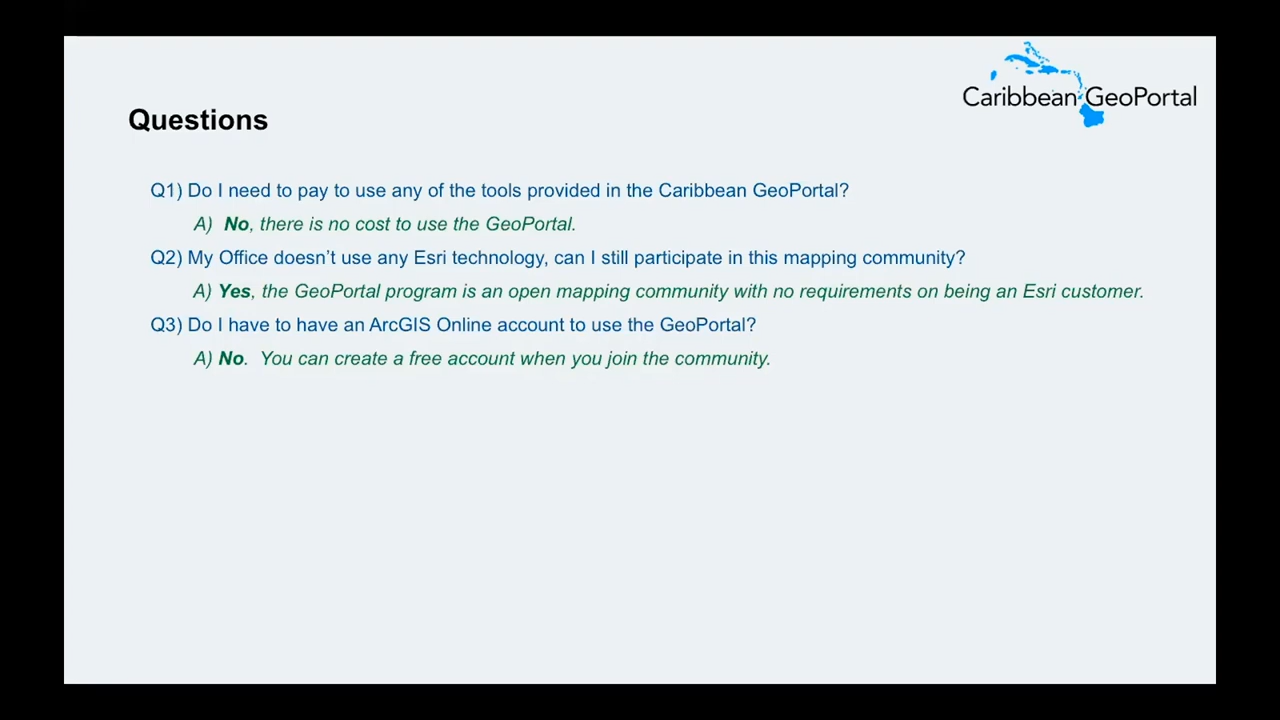 Caribbean GeoPortal
Questions
Q1) Do I need to pay to use any of the tools provided in the Caribbean GeoPortal?
A) No, there is no cost to use the GeoPortal.
Q2) My Office doesn’t use any Esri technology, can I still participate in this mapping community?
A) Yes, the GeoPortal program is an open mapping community with no requirements on being an Esri customer.
Q3) Do I have to have an ArcGIS Online account to use the GeoPortal?
A) No. You can create a free account when you join the community.